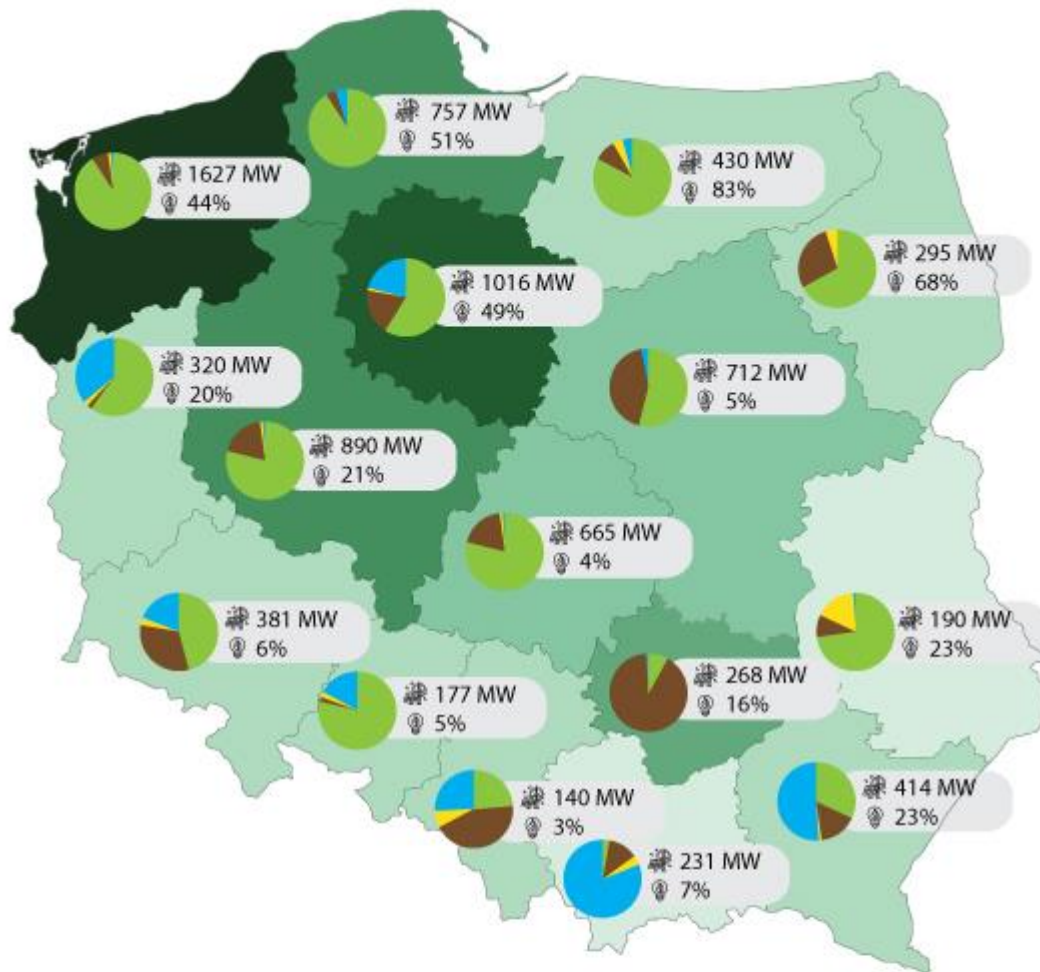 757 MW
51%
1627 MW
44%
430 MW
83%
295 MW
68%
1016 MW
49%
320 MW
20%
712 MW
5%
890 MW
21%
665 MW
4%
381 MW
6%
190 MW
23%
268 MW
16%
177 MW
5%
140 MW
3%
414 MW
23%
231 MW
7%